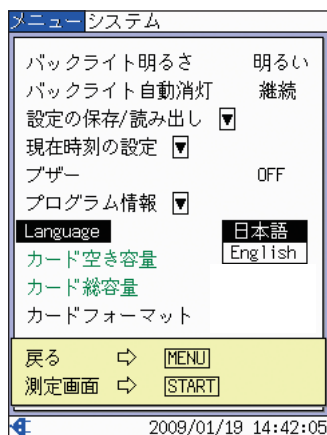 メニュー システム
バックライト明るさ 明るい
バックライト自動消灯 継続
設定の保存/読み出し ▼
現在時刻の設定 ▼
ブザー OFF
プログラム情報 ▼
Language 日本語
English
カード空き容量
カード総容量
カードフォーマット
戻る ⇨ MENU
測定画面 ⇨ START
2009/01/19 14:42:05